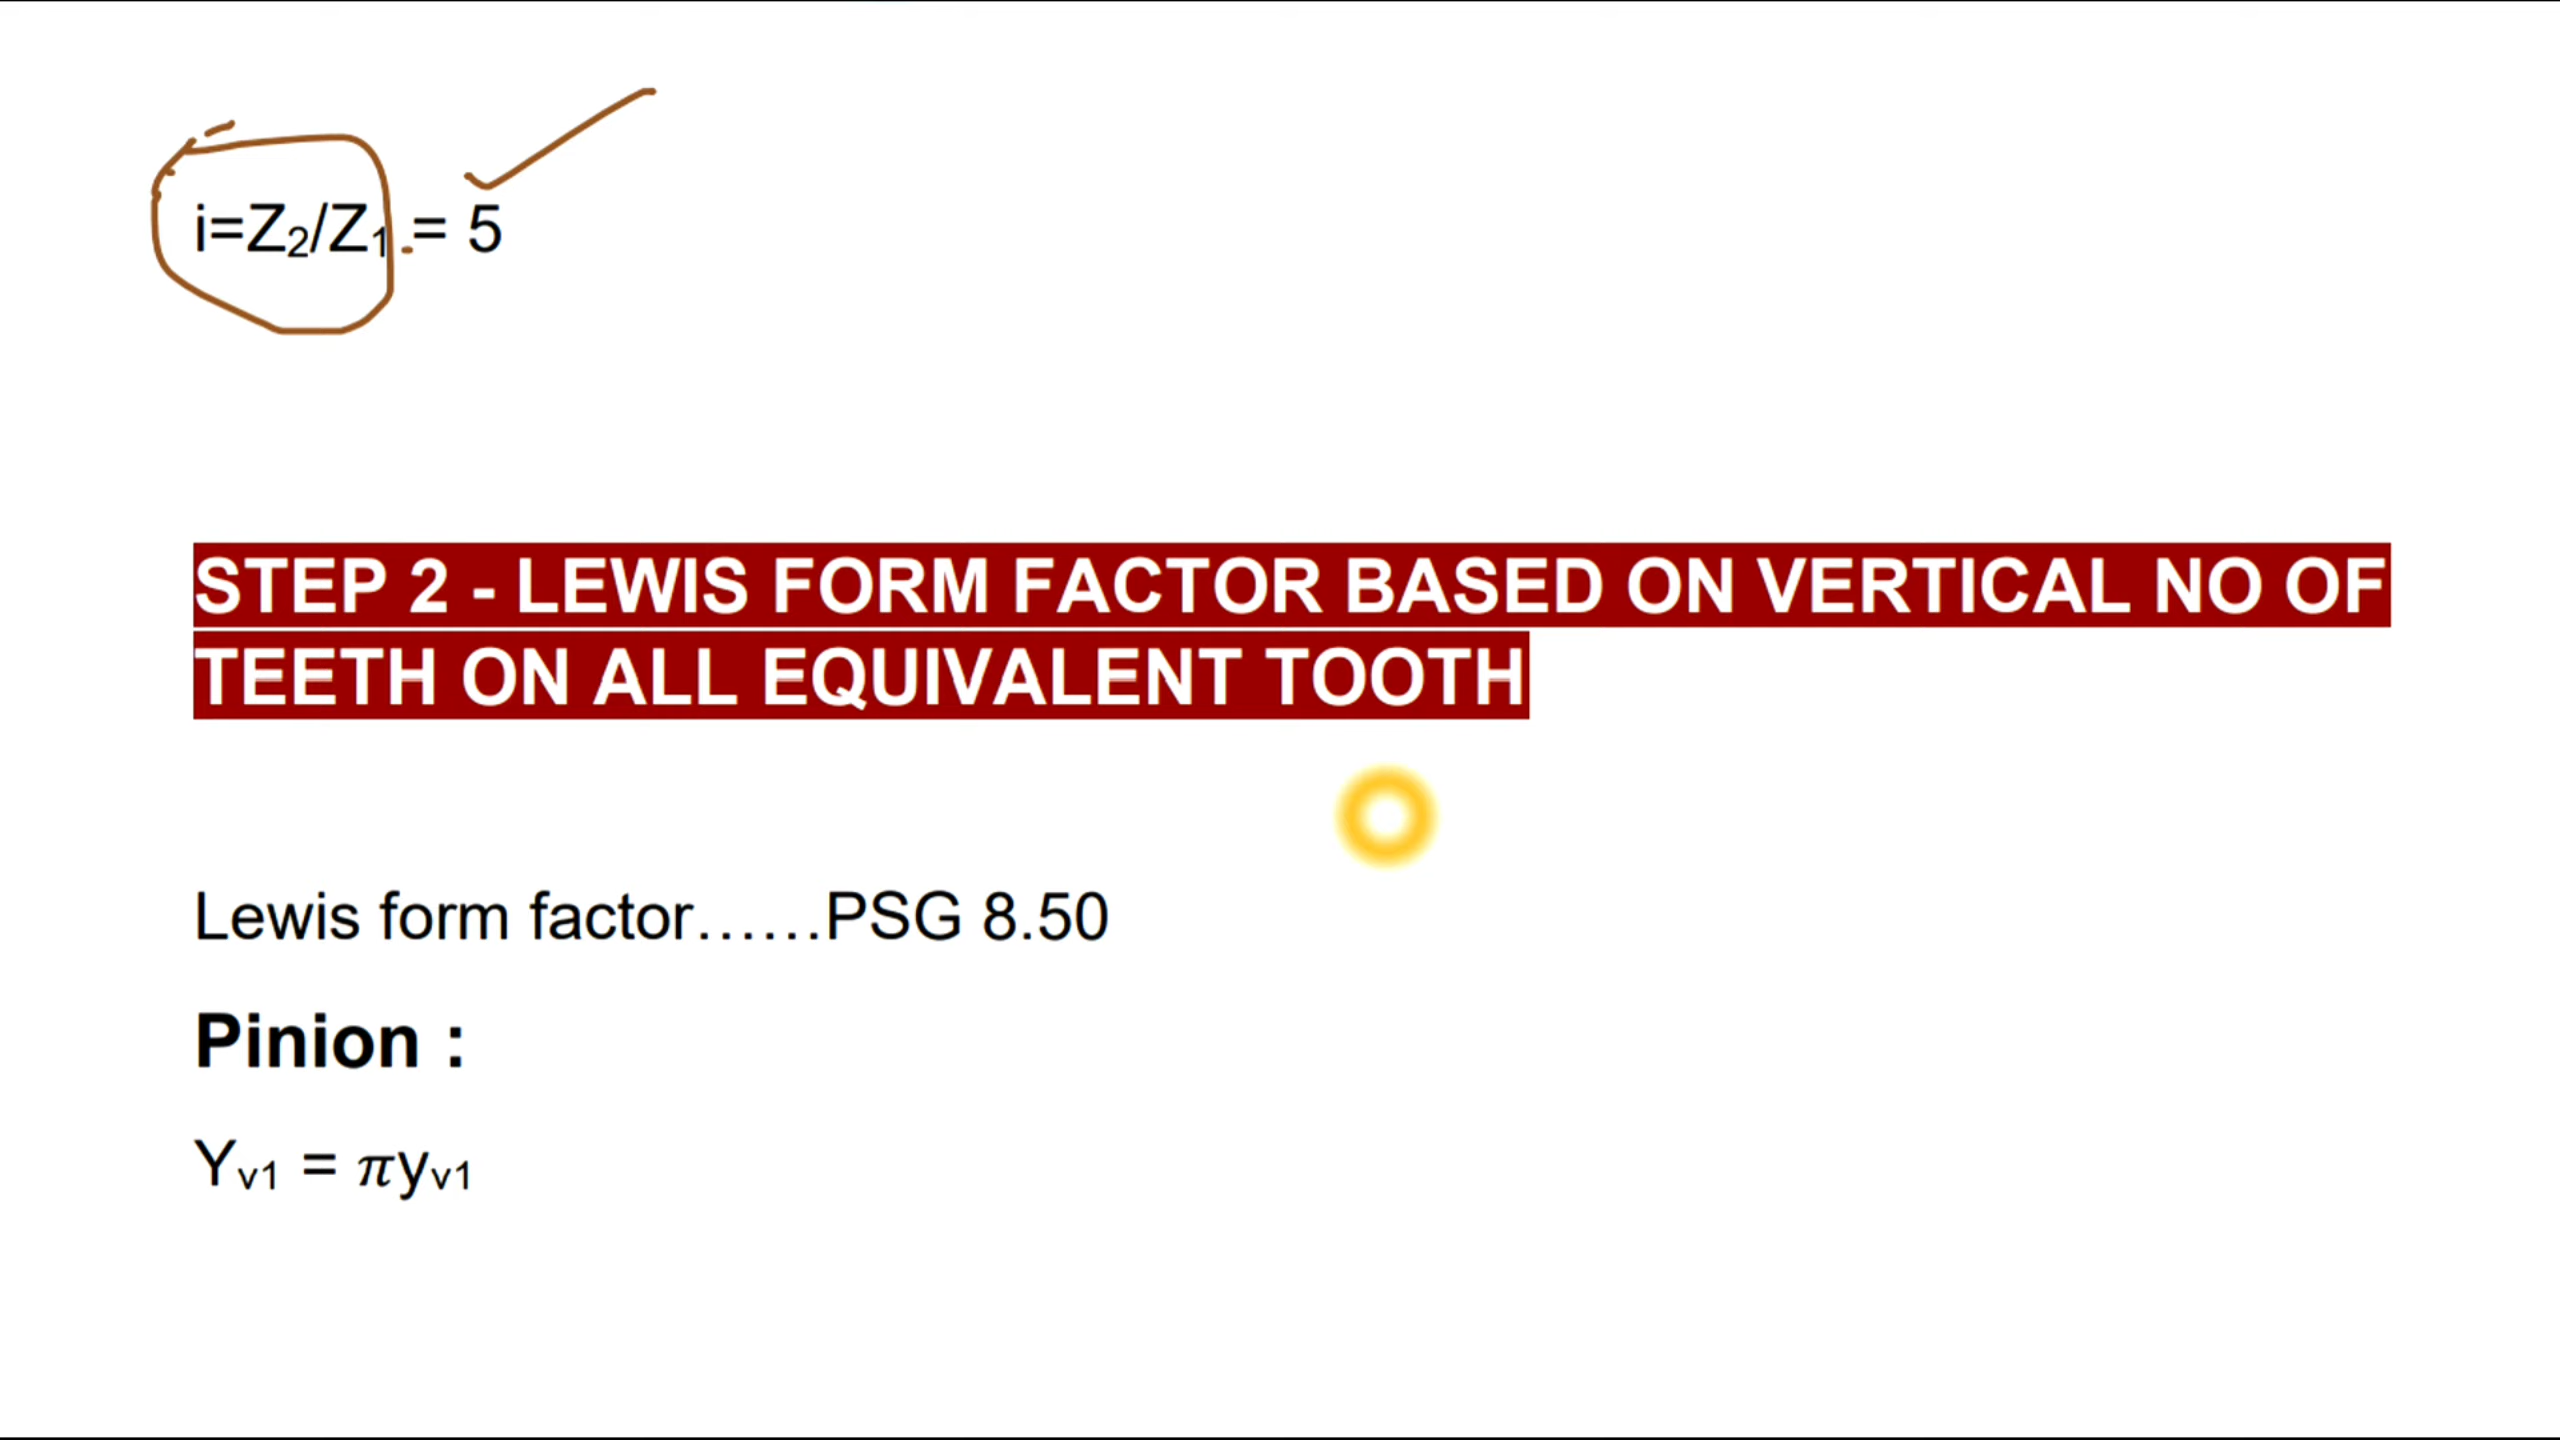 i=Z₂/Z₁ = 5
STEP 2 - LEWIS FORM FACTOR BASED ON VERTICAL NO OF
TEETH ON ALL EQUIVALENT TOOTH
Lewis form factor......PSG 8.50
Pinion :
Yᵥ₁ = πyᵥ₁